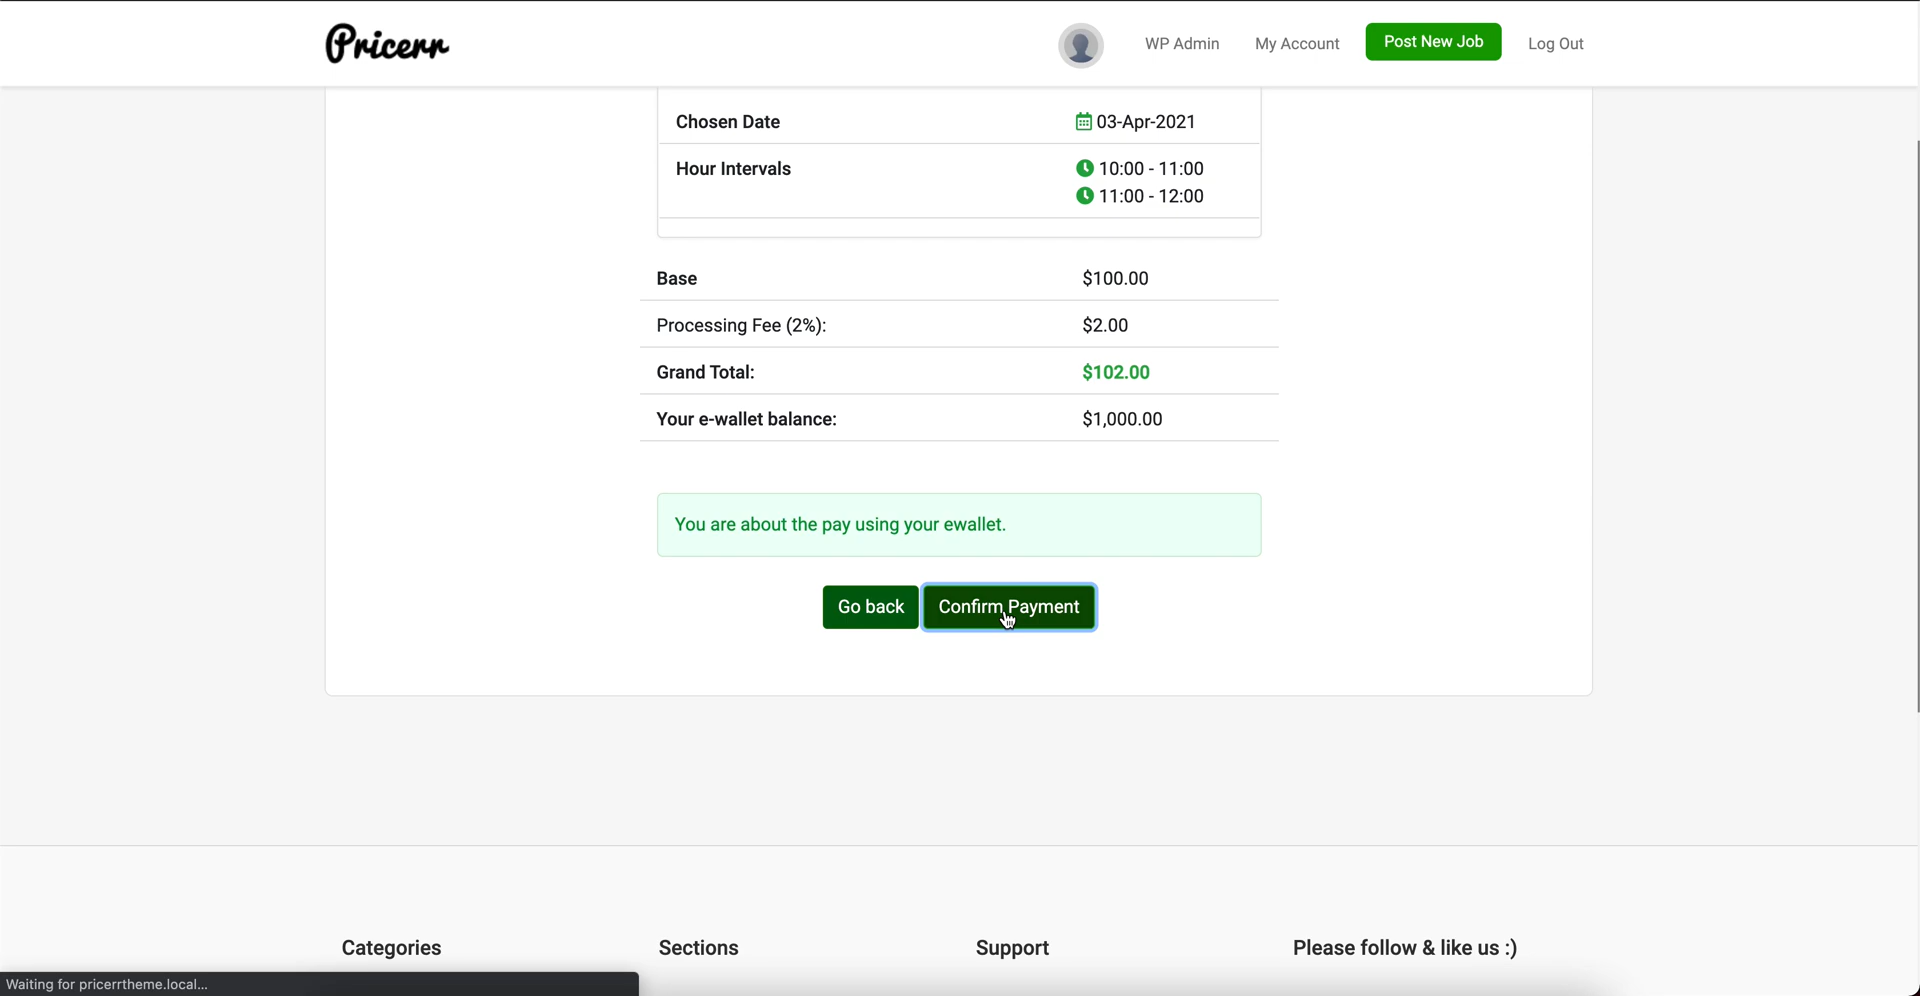 Pricerr
WP Admin
My Account
Post New Job
Log Out
Chosen Date 03-Apr-2021
Hour Intervals 10:00 - 11:00
11:00 - 12:00
Base $100.00
Processing Fee (2%): $2.00
Grand Total: $102.00
Your e-wallet balance: $1,000.00
You are about the pay using your ewallet.
Go back
Confirm Payment
Categories
Sections
Support
Please follow & like us :)
Waiting for pricerrtheme.local...